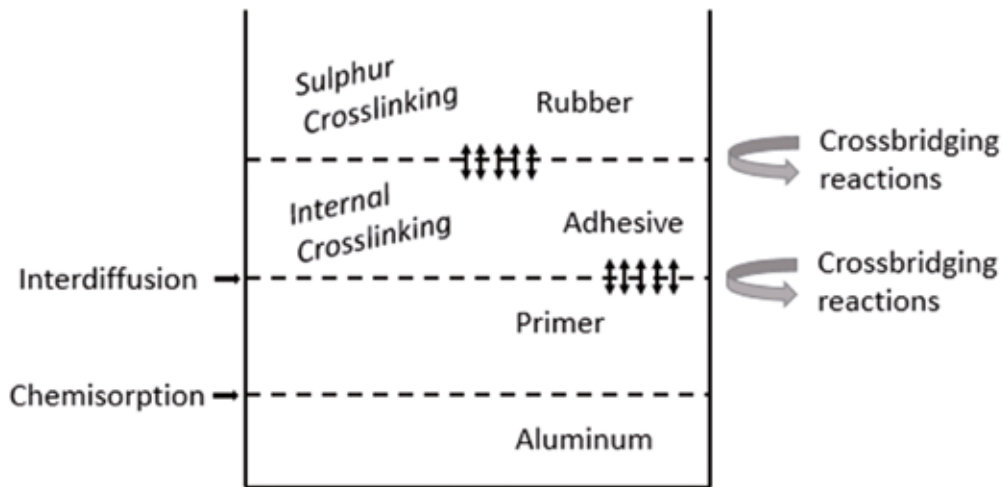 Sulphur
Crosslinking
Rubber
Crossbridging
reactions
Internal
Crosslinking
Adhesive
Interdiffusion
Crossbridging
reactions
Primer
Chemisorption
Aluminum